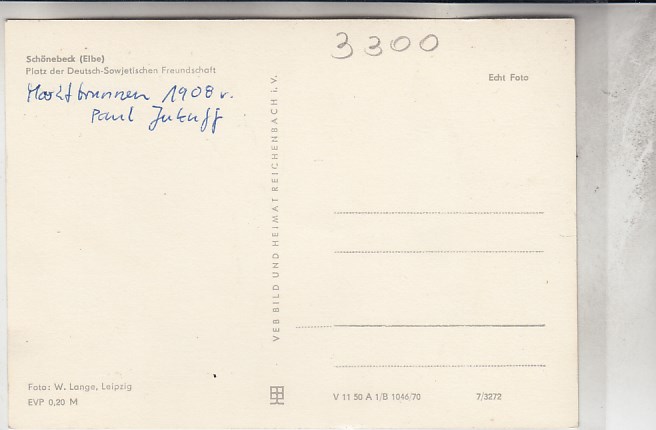 3300
Schönebeck (Elbe)
Platz der Deutsch-Sowjetischen Freundschaft
Marktbrunnen 1908 v.
Paul Jukuff
Echt Foto
VEB BILD UND HEIMAT REICHENBACH i. V.
Foto: W. Lange, Leipzig
EVP 0,20 M
V 11 50 A 1/B 1046/70
7/3272